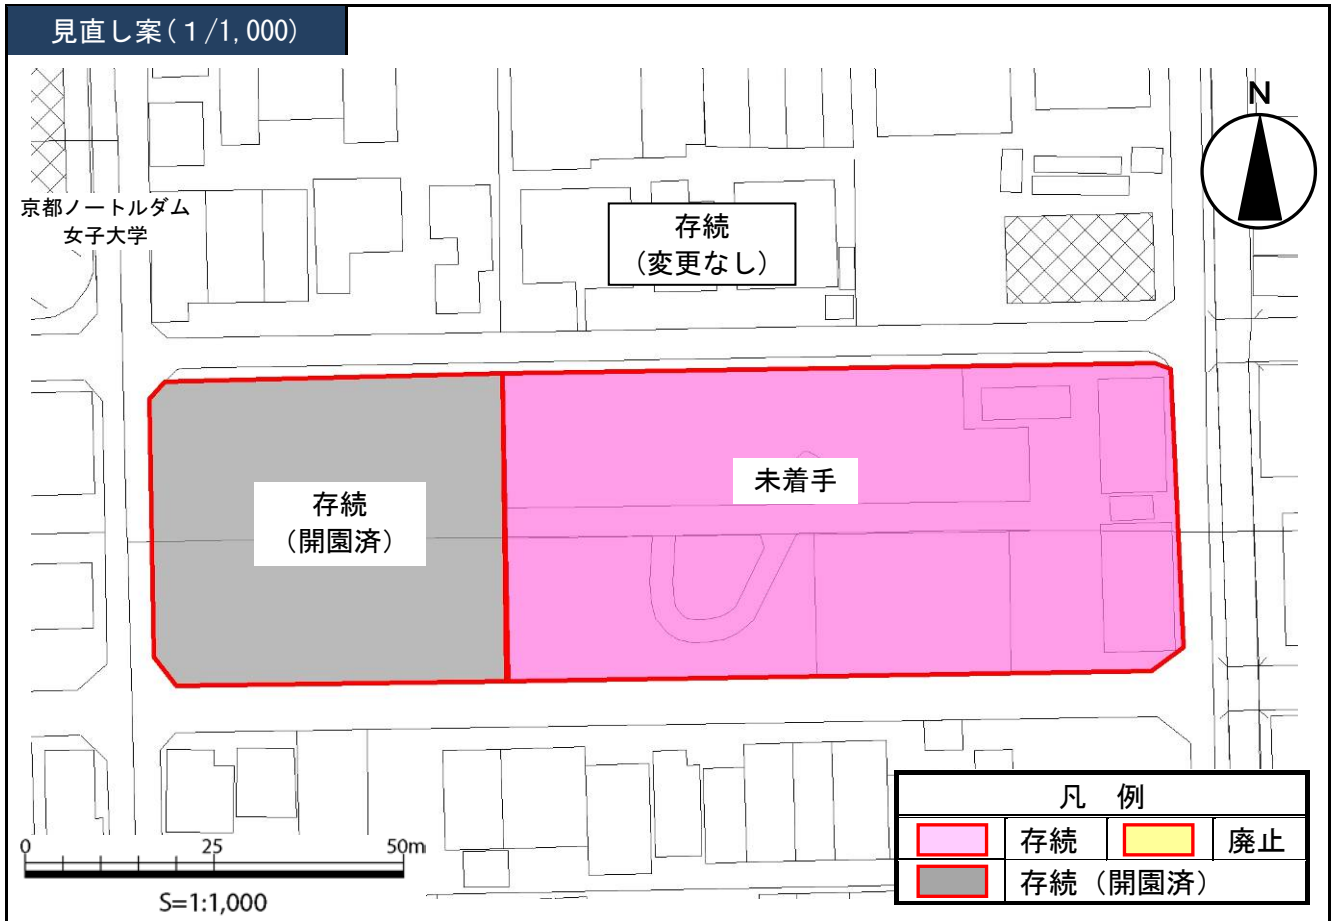 見直し案(１/1,000)
N
京都ノートルダム
女子大学
存続
（変更なし）
未着手
存続
（開園済）
凡　例
存続
廃止
存続（開園済）
0 25 50m
S=1:1,000